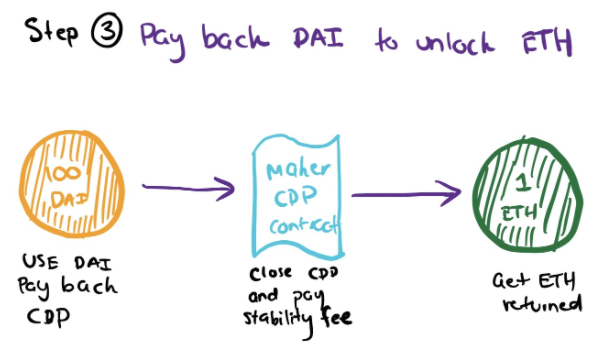 Step 3 Pay back DAI to unlock ETH
100
DAI
Maker
CDP
contract
1
ETH
USE DAI
Pay back
CDP
Close CDD
and pay
stability fee
Get ETH
returned